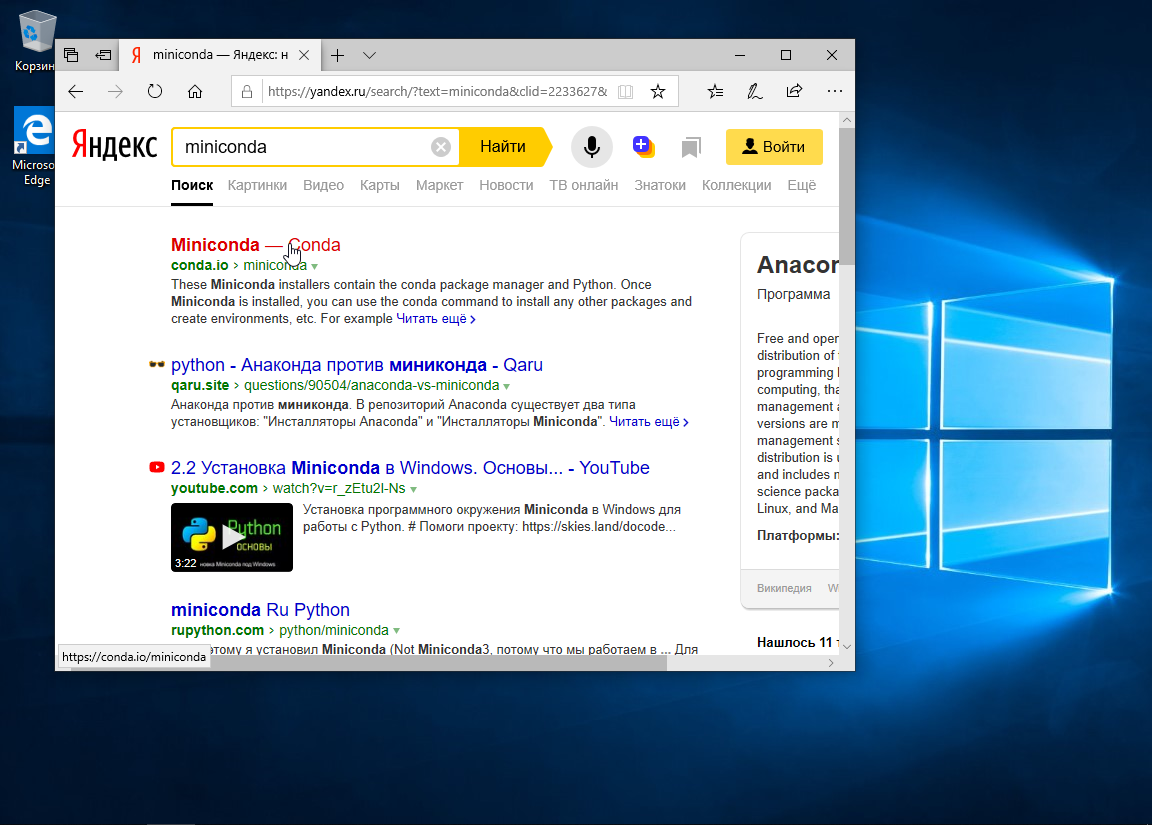 Корзин
Microso
Edge
miniconda — Яндекс: н
https://yandex.ru/search/?text=miniconda&clid=2233627&
Яндекс
miniconda
Найти
Войти
Поиск Картинки Видео Карты Маркет Новости ТВ онлайн Знатоки Коллекции Ещё
Miniconda — Conda
conda.io › miniconda
These Miniconda installers contain the conda package manager and Python. Once
Miniconda is installed, you can use the conda command to install any other packages and
create environments, etc. For example Читать ещё ›
python - Анаконда против миниконда - Qaru
qaru.site › questions/90504/anaconda-vs-miniconda
Анаконда против миниконда. В репозиторий Anaconda существует два типа
установщиков: "Инсталляторы Anaconda" и "Инсталляторы Miniconda". Читать ещё ›
2.2 Установка Miniconda в Windows. Основы... - YouTube
youtube.com › watch?v=r_zEtu2l-Ns
Python
основы
3:22
новка Miniconda под Windows
Установка программного окружения Miniconda в Windows для
работы с Python. # Помоги проекту: https://skies.land/docode...
miniconda Ru Python
rupython.com › python/miniconda
этому я установил Miniconda (Not Miniconda3, потому что мы работаем в ... Для
https://conda.io/miniconda
Anacor
Программа
Free and oper
distribution of
programming
computing, tha
management
versions are m
management s
distribution is
and includes
science packa
Linux, and Ma
Платформы:
Википедия
Нашлось 11